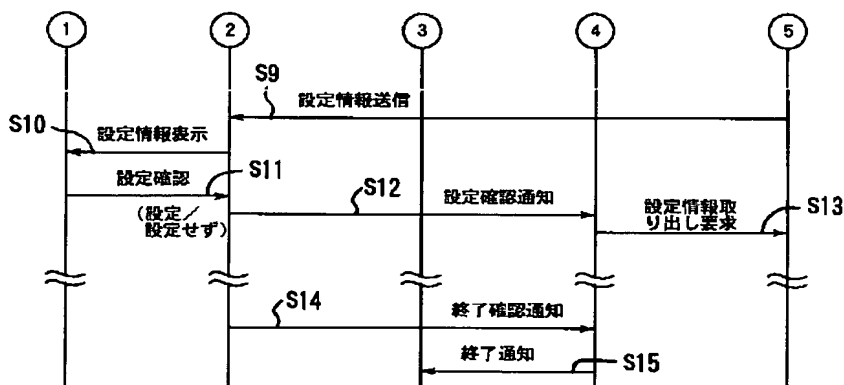 1 2 3 4 5
S9
設定情報送信
S10
設定情報表示
設定確認
S11
(設定/
設定せず)
S12
設定確認通知
設定情報取
り出し要求
S13
S14
終了確認通知
終了通知
S15